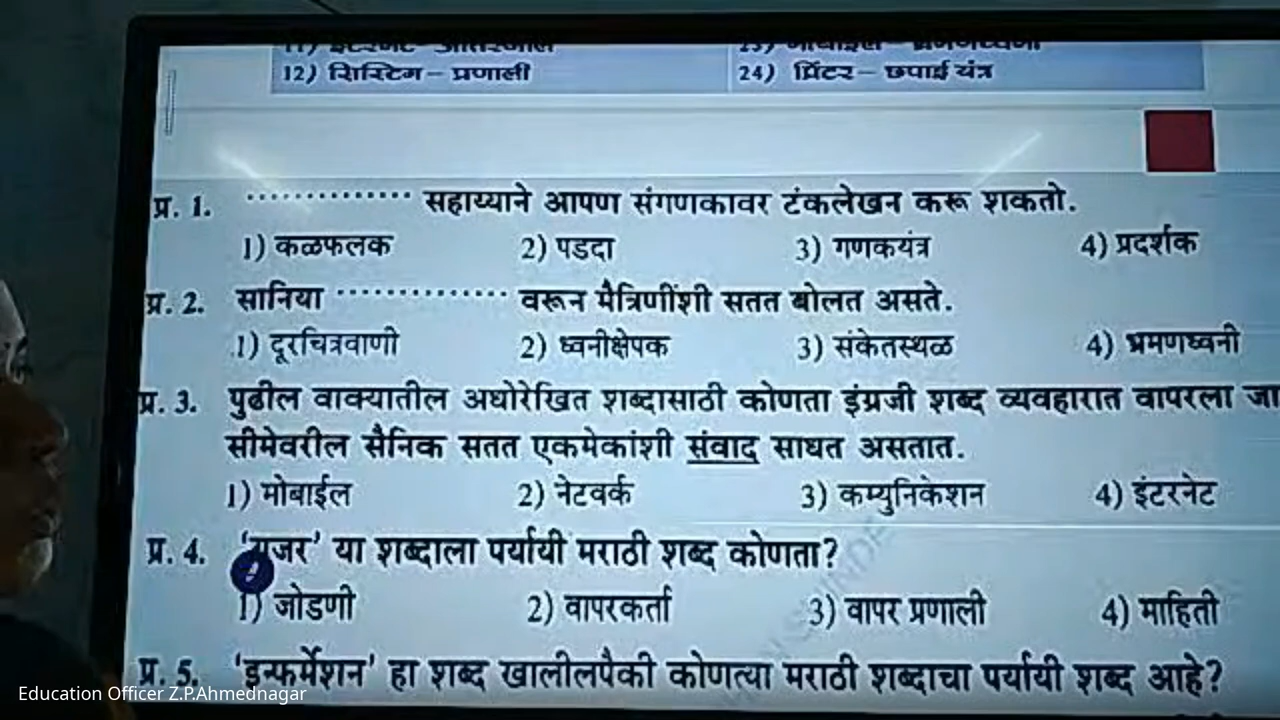 12) सिस्टिम – प्रणाली
24) प्रिंटर – छपाई यंत्र
प्र. 1. .............. सहाय्याने आपण संगणकावर टंकलेखन करू शकतो.
1) कळफलक 2) पडदा 3) गणकयंत्र 4) प्रदर्शक
प्र. 2. सानिया .............. वरून मैत्रिणींशी सतत बोलत असते.
1) दूरचित्रवाणी 2) ध्वनीक्षेपक 3) संकेतस्थळ 4) भ्रमणध्वनी
प्र. 3. पुढील वाक्यातील अधोरेखित शब्दासाठी कोणता इंग्रजी शब्द व्यवहारात वापरला जा
सीमेवरील सैनिक सतत एकमेकांशी संवाद साधत असतात.
1) मोबाईल 2) नेटवर्क 3) कम्युनिकेशन 4) इंटरनेट
प्र. 4. 'युजर' या शब्दाला पर्यायी मराठी शब्द कोणता?
1) जोडणी 2) वापरकर्ता 3) वापर प्रणाली 4) माहिती
प्र. 5. 'इन्फर्मेशन' हा शब्द खालीलपैकी कोणत्या मराठी शब्दाचा पर्यायी शब्द आहे?
Education Officer Z.P.Ahmednagar